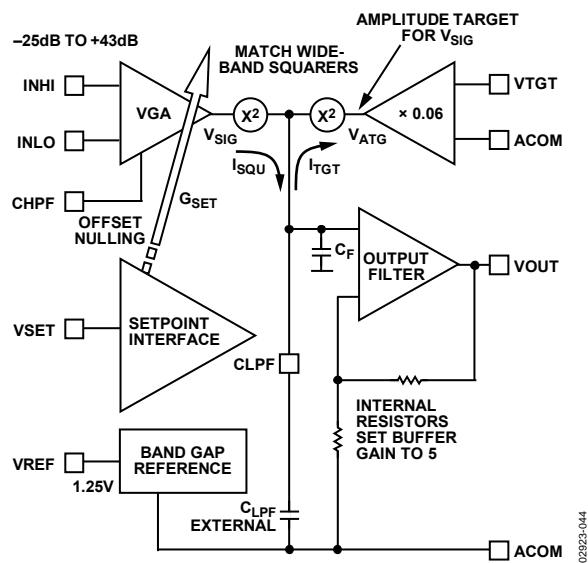 –25dB TO +43dB
AMPLITUDE TARGET
FOR VSIG
MATCH WIDE-
BAND SQUARERS
INHI
VGA
X2
X2
× 0.06
VTGT
INLO
VSIG
VATG
ACOM
ISQU
ITGT
CHPF
GSET
OFFSET
NULLING
CF
OUTPUT
FILTER
VOUT
VSET
SETPOINT
INTERFACE
CLPF
INTERNAL
RESISTORS
SET BUFFER
GAIN TO 5
VREF
BAND GAP
REFERENCE
1.25V
CLPF
EXTERNAL
ACOM
02923-044